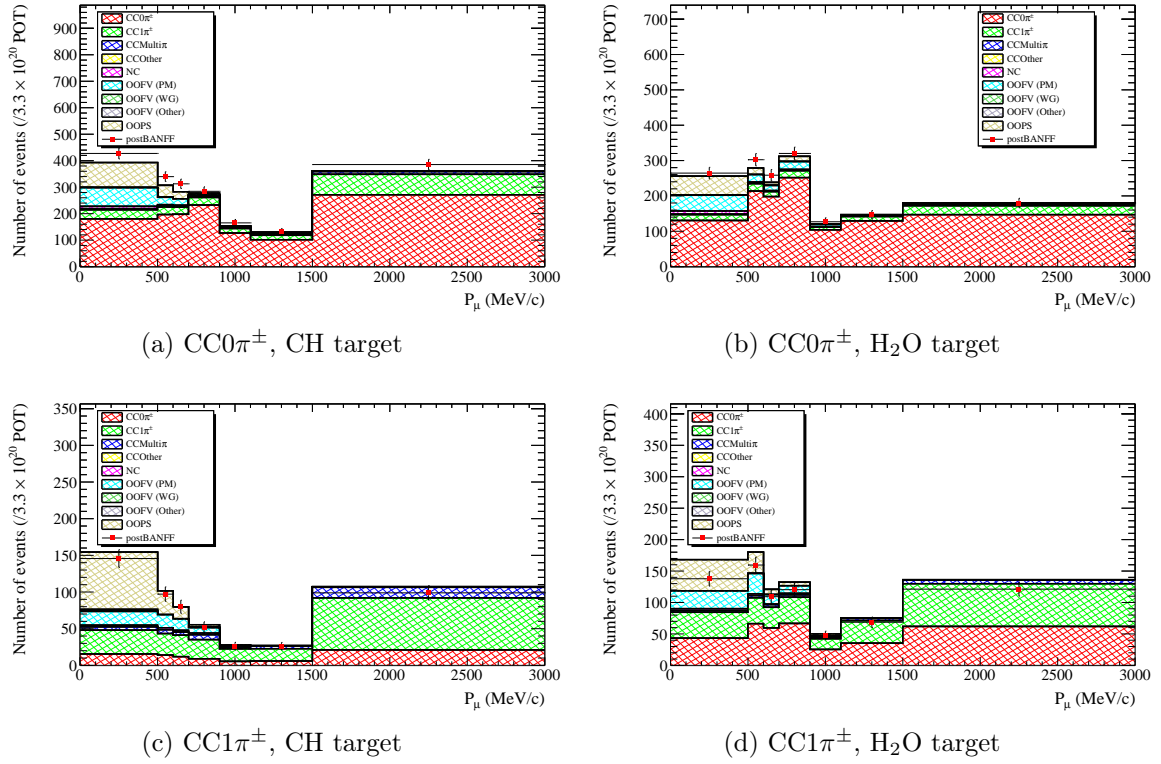 Number of events (/3.3 × 10²⁰ POT)
900
800
700
600
500
400
300
200
100
0
CC0π±
CC1π±
CCMultiπ
CCOther
NC
OOFV (PM)
OOFV (WG)
OOFV (Other)
OOPS
postBANFF
0 500 1000 1500 2000 2500 3000
P_μ (MeV/c)
(a) CC0π±, CH target
Number of events (/3.3 × 10²⁰ POT)
700
600
500
400
300
200
100
0
CC0π±
CC1π±
CCMultiπ
CCOther
NC
OOFV (PM)
OOFV (WG)
OOFV (Other)
OOPS
postBANFF
0 500 1000 1500 2000 2500 3000
P_μ (MeV/c)
(b) CC0π±, H₂O target
Number of events (/3.3 × 10²⁰ POT)
350
300
250
200
150
100
50
0
CC0π±
CC1π±
CCMultiπ
CCOther
NC
OOFV (PM)
OOFV (WG)
OOFV (Other)
OOPS
postBANFF
0 500 1000 1500 2000 2500 3000
P_μ (MeV/c)
(c) CC1π±, CH target
Number of events (/3.3 × 10²⁰ POT)
400
350
300
250
200
150
100
50
0
CC0π±
CC1π±
CCMultiπ
CCOther
NC
OOFV (PM)
OOFV (WG)
OOFV (Other)
OOPS
postBANFF
0 500 1000 1500 2000 2500 3000
P_μ (MeV/c)
(d) CC1π±, H₂O target